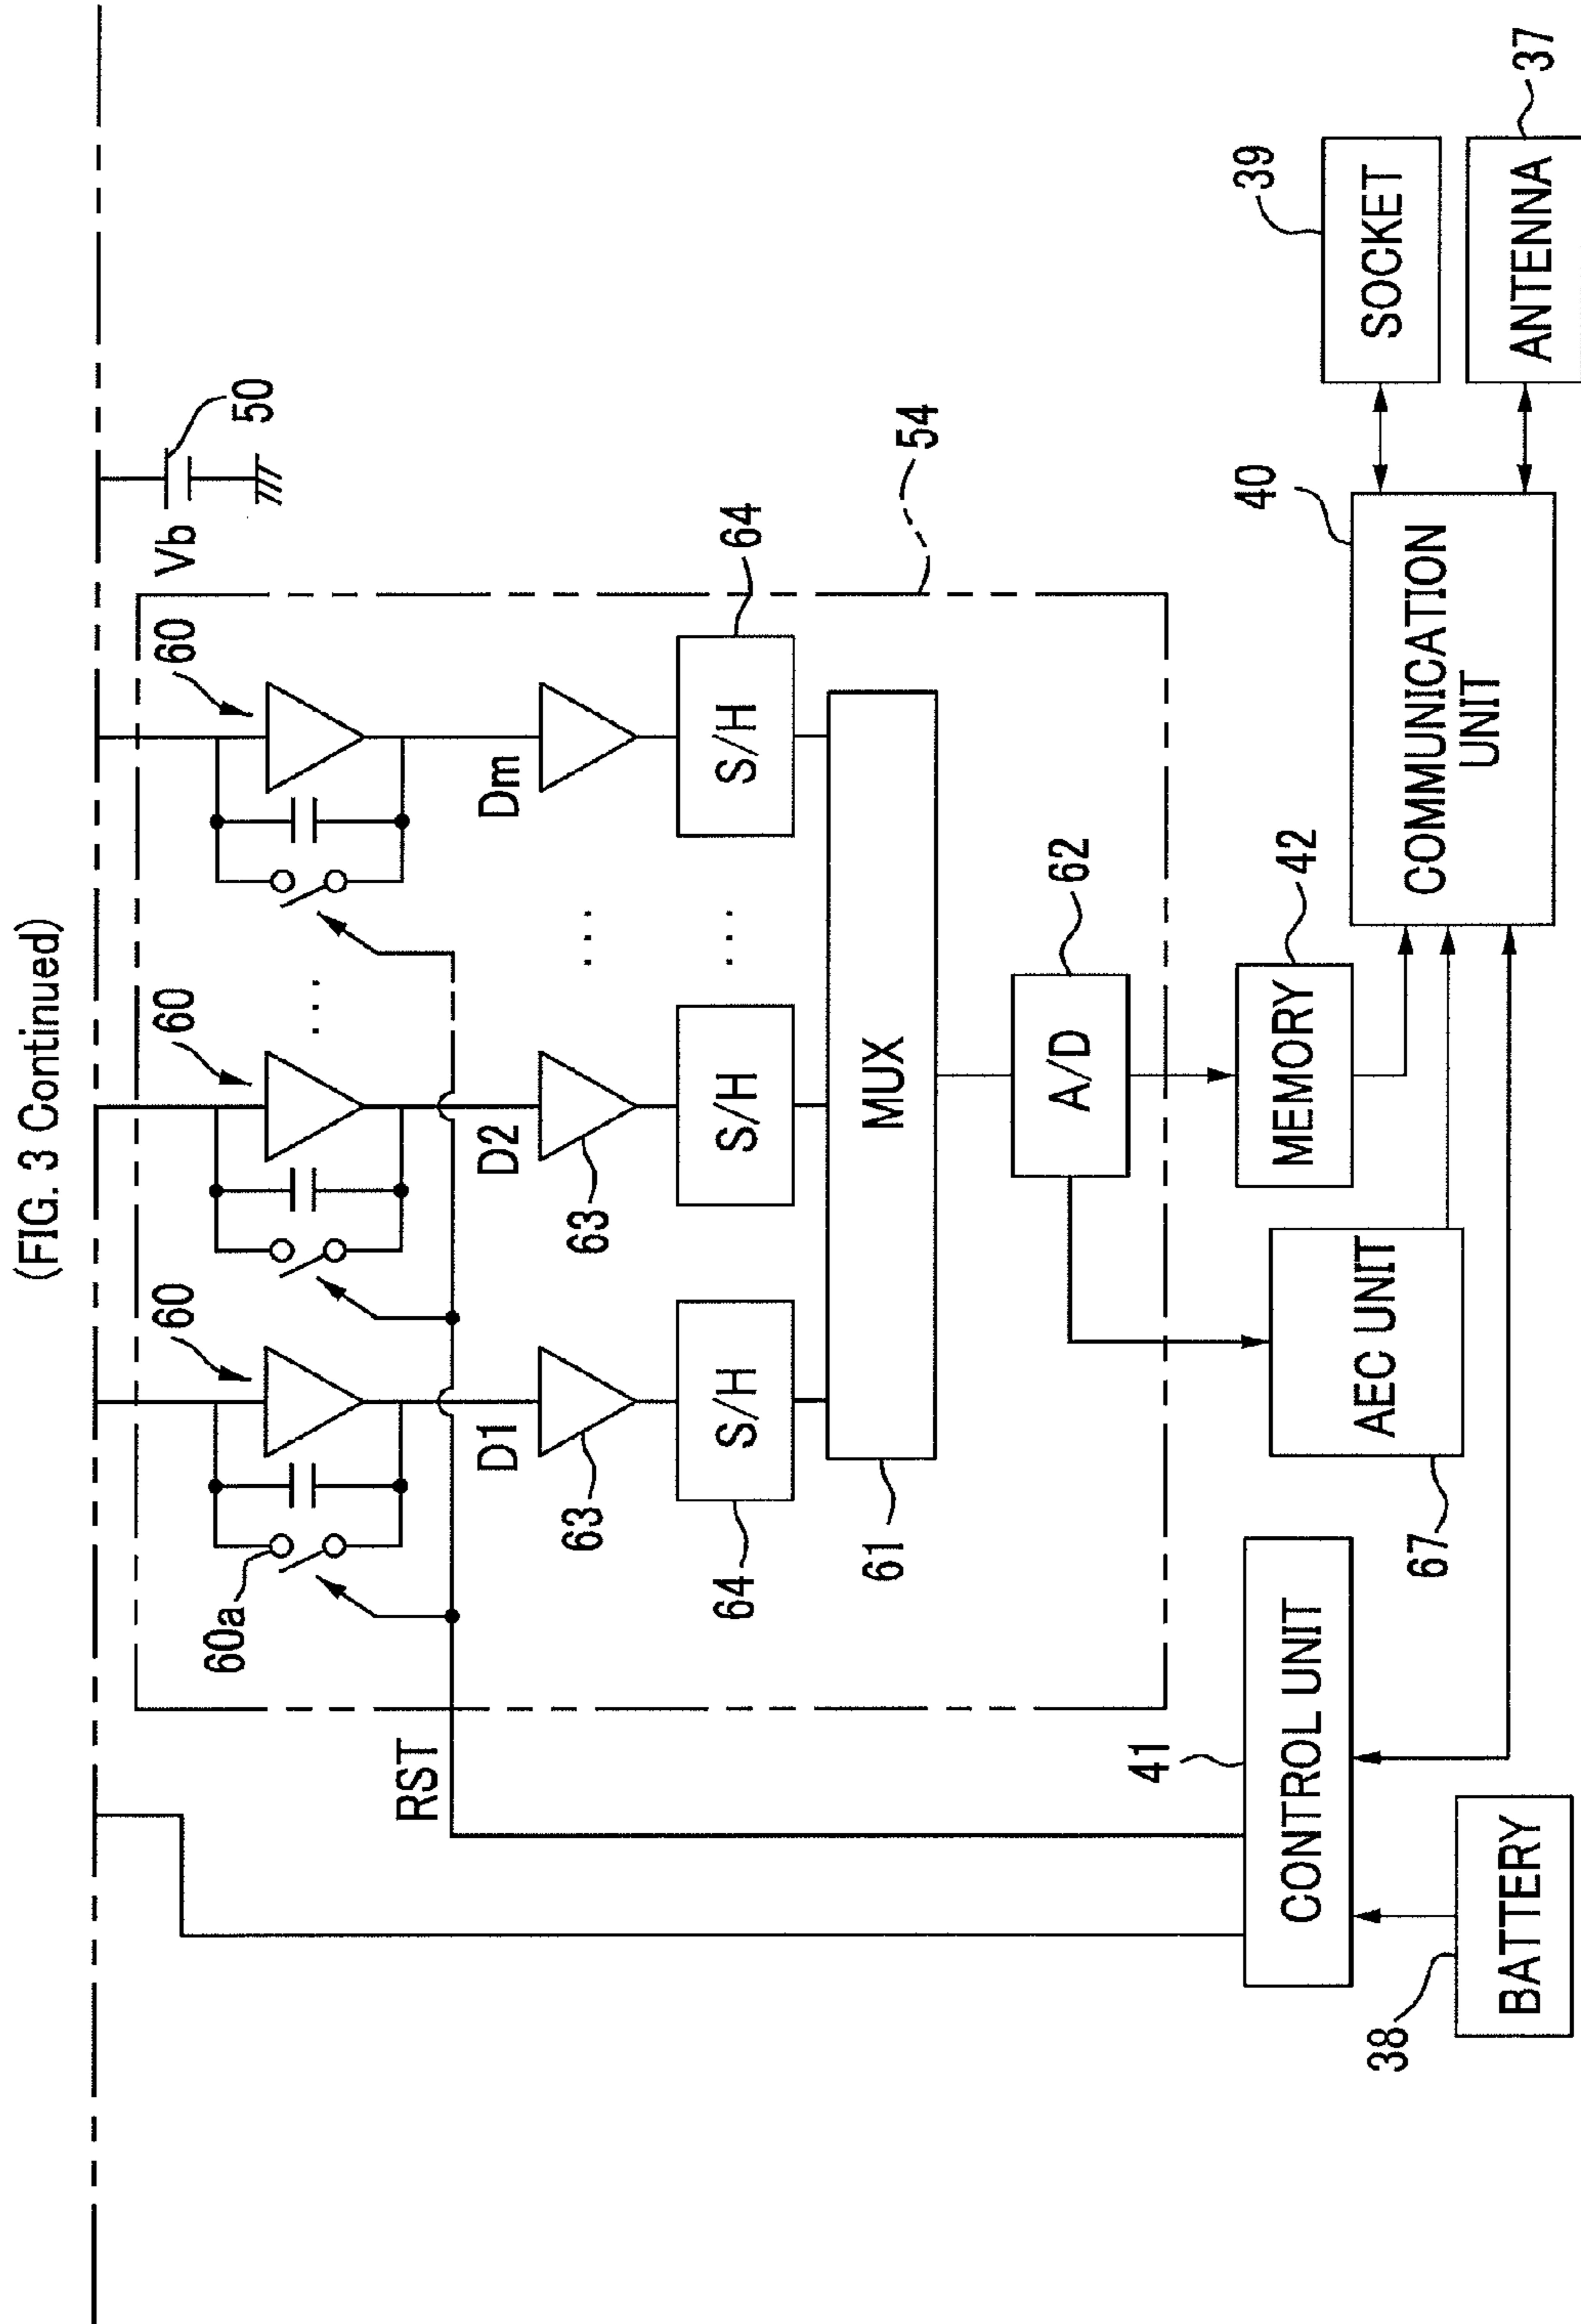 (FIG. 3 Continued)
60
60
60
Vb
50
60a
...
RST
D1
D2
Dm
63
63
...
54
64
S/H
S/H
...
S/H
64
61
MUX
A/D
62
41
CONTROL UNIT
AEC UNIT
67
MEMORY
42
40
COMMUNICATION
UNIT
39
SOCKET
ANTENNA
37
38
BATTERY